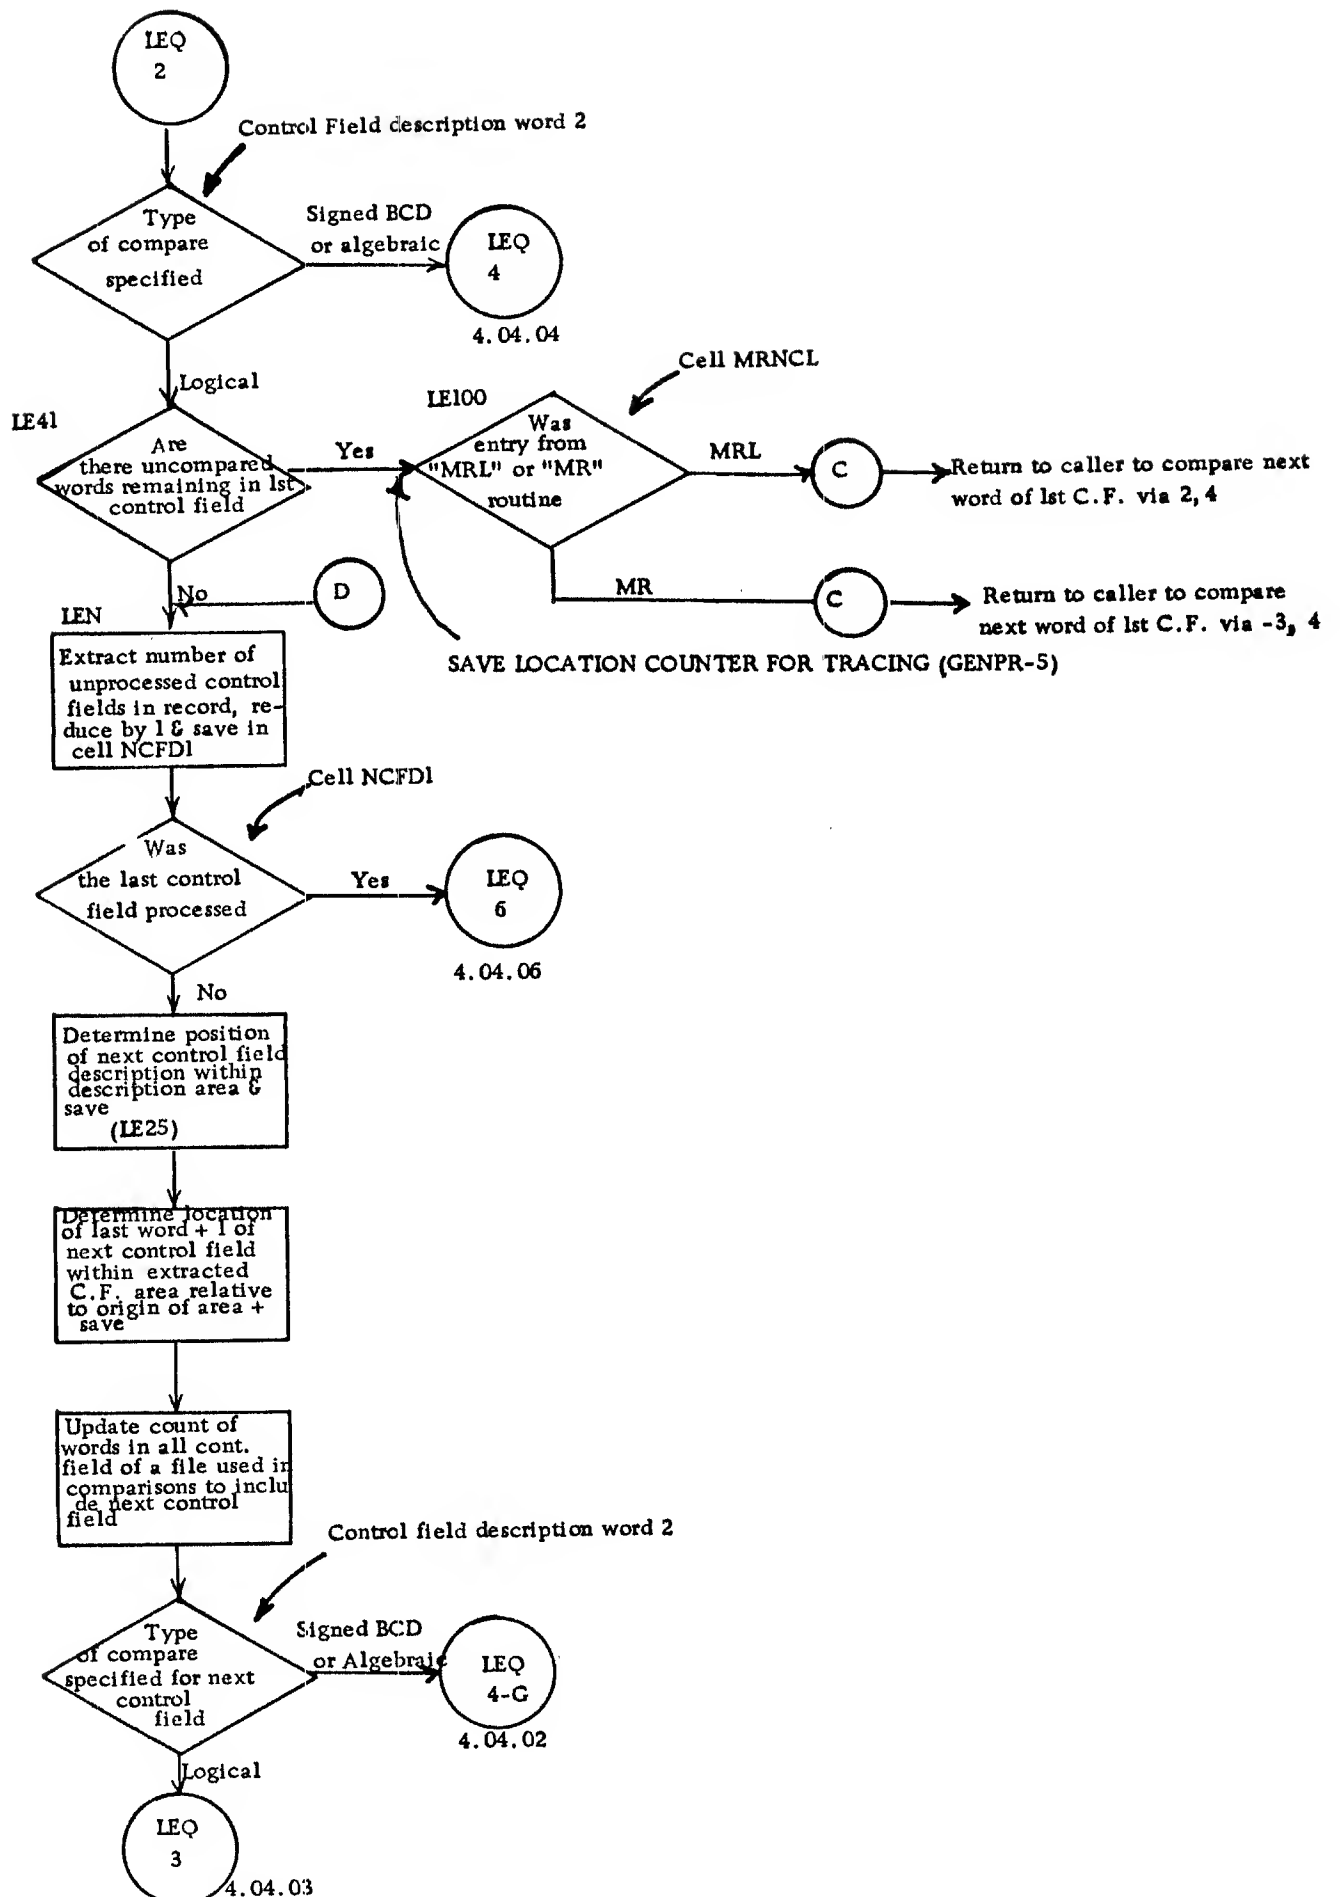 LEQ
2
Control Field description word 2
Type
of compare
specified
Signed BCD
or algebraic
LEQ
4
4.04.04
Logical
LE41
Are
there uncompared
words remaining in 1st
control field
Yes
LE100
Cell MRNCL
Was
entry from
"MRL" or "MR"
routine
MRL
C
Return to caller to compare next
word of 1st C.F. via 2,4
MR
C
Return to caller to compare
next word of 1st C.F. via -3, 4
SAVE LOCATION COUNTER FOR TRACING (GENPR-5)
No
D
LEN
Extract number of
unprocessed control
fields in record, re-
duce by 1 & save in
cell NCFD1
Cell NCFD1
Was
the last control
field processed
Yes
LEQ
6
4.04.06
No
Determine position
of next control field
description within
description area &
save
(LE25)
Determine location
of last word + 1 of
next control field
within extracted
C.F. area relative
to origin of area +
save
Update count of
words in all cont.
field of a file used in
comparisons to inclu
de next control
field
Control field description word 2
Type
of compare
specified for next
control
field
Signed BCD
or Algebraic
LEQ
4-G
4.04.02
Logical
LEQ
3
4.04.03